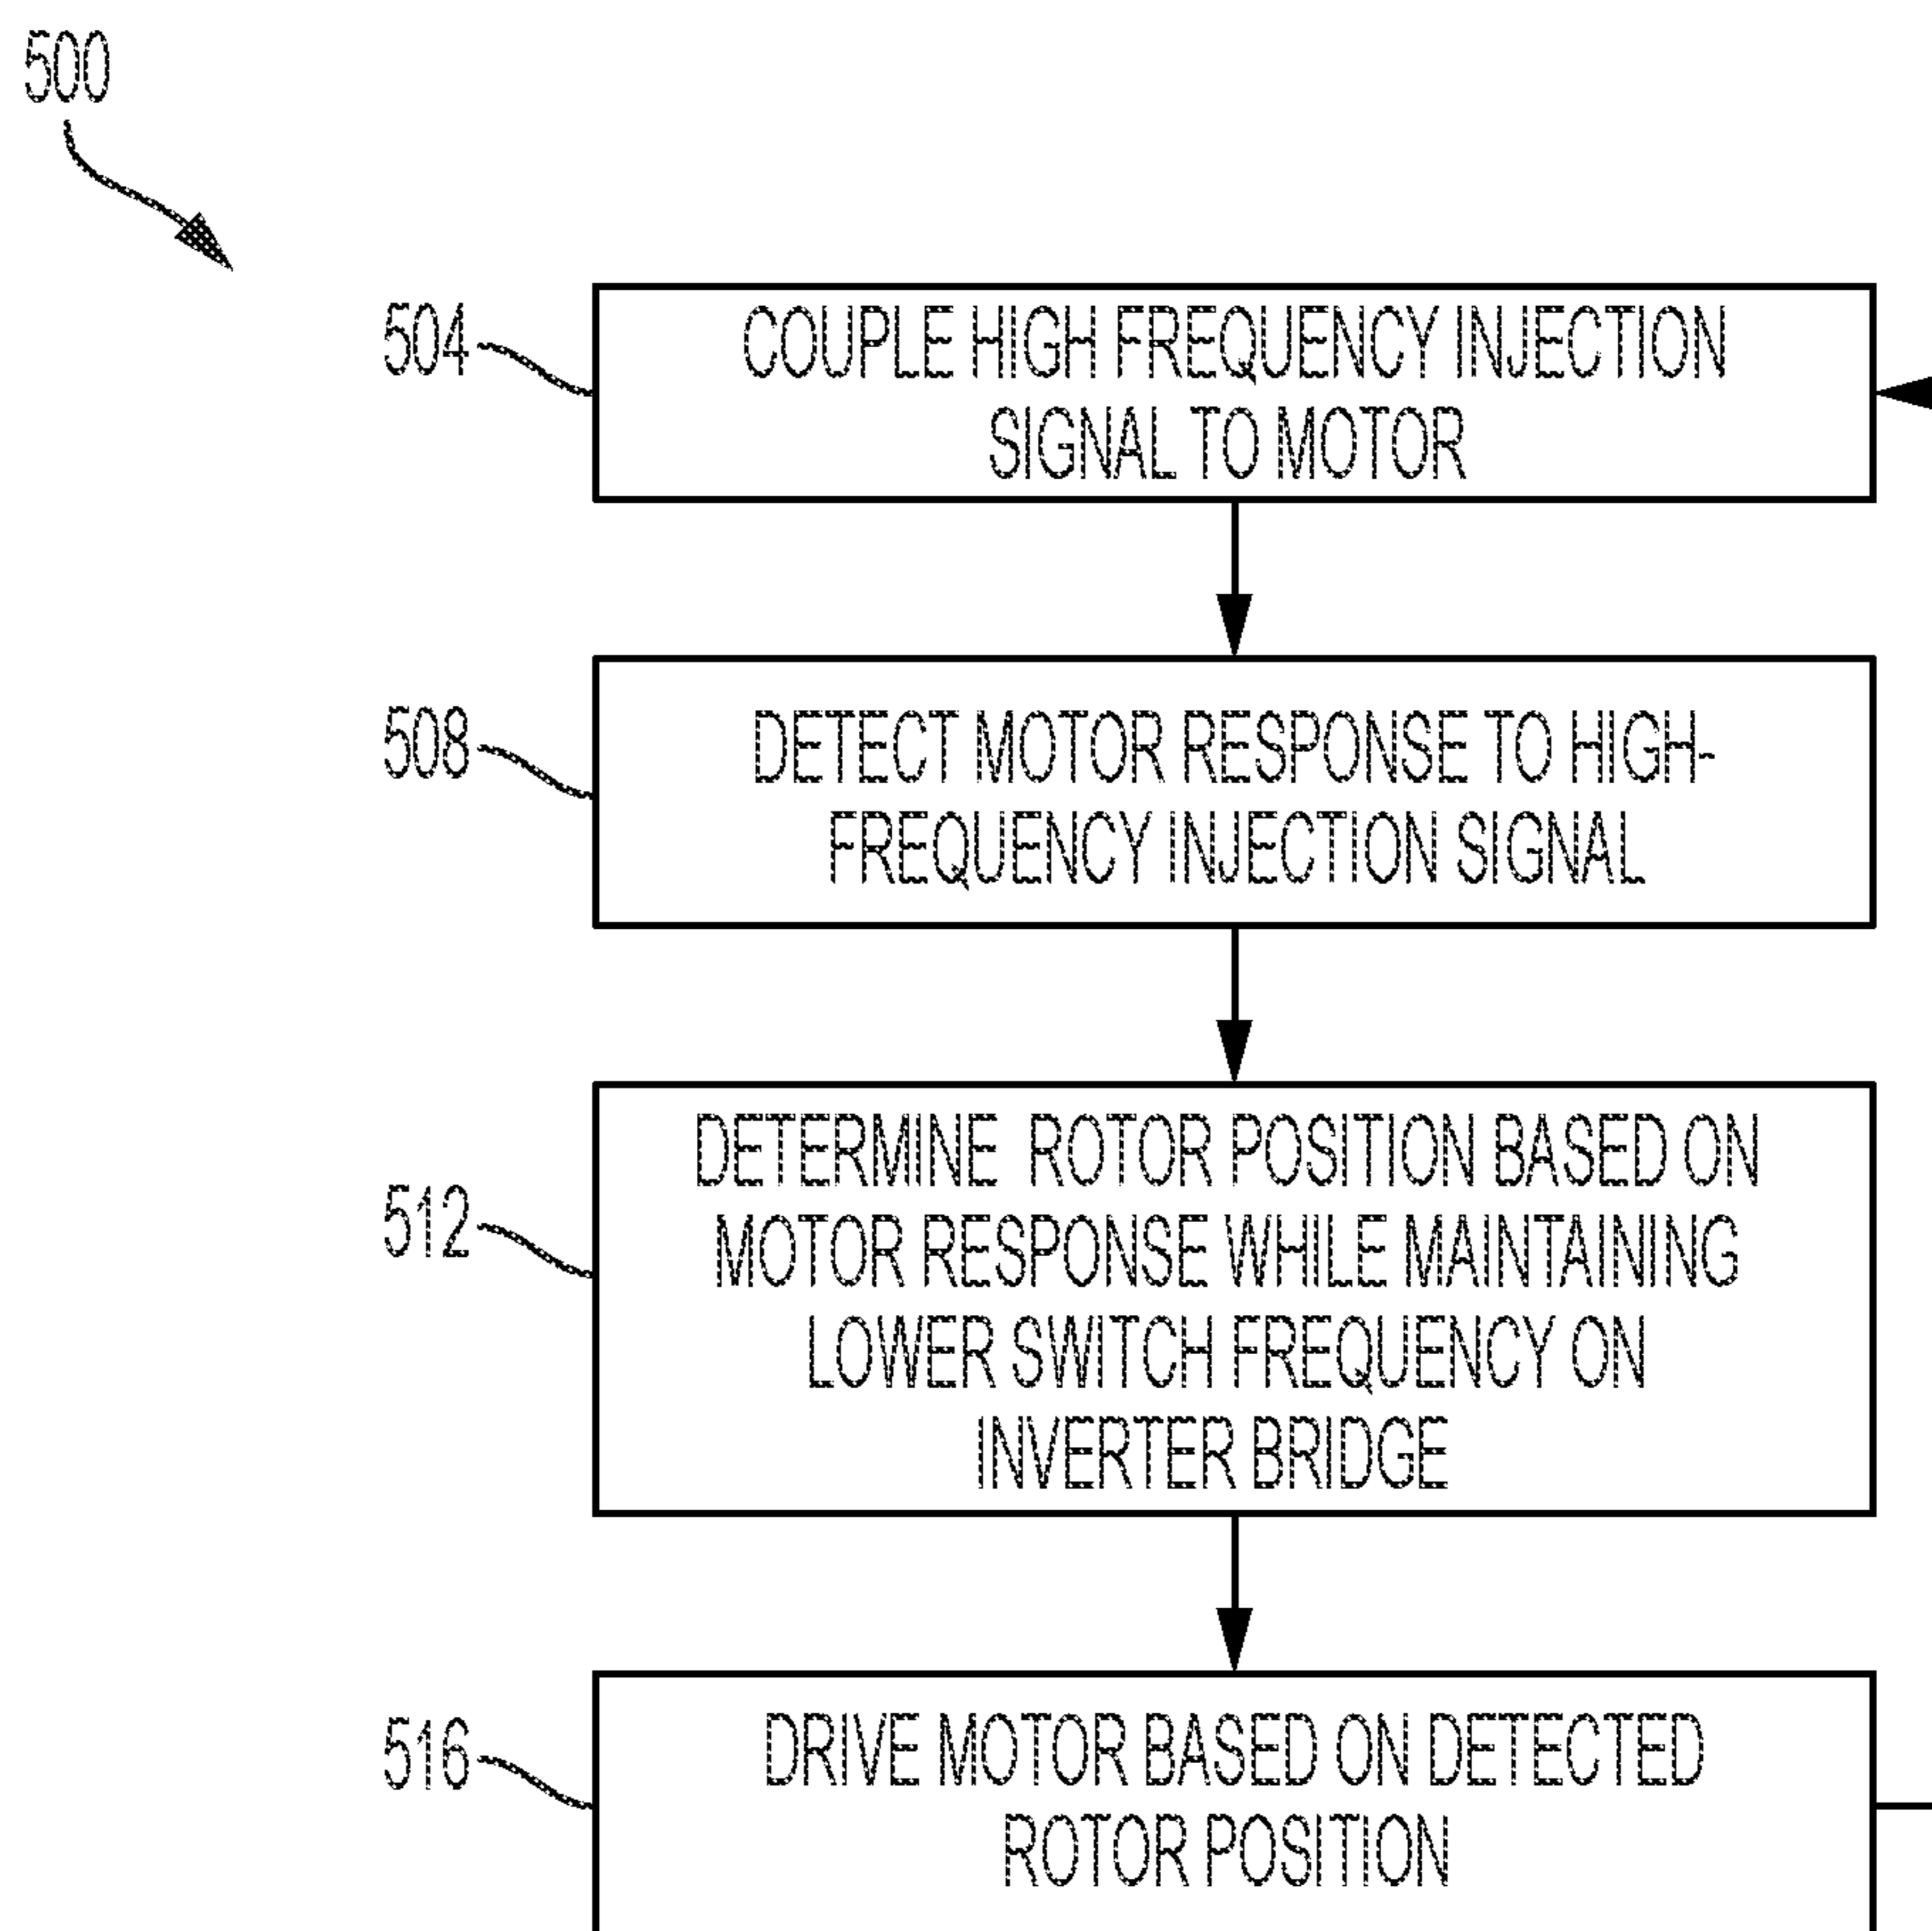 500
504
COUPLE HIGH FREQUENCY INJECTION
SIGNAL TO MOTOR
508
DETECT MOTOR RESPONSE TO HIGH-
FREQUENCY INJECTION SIGNAL
512
DETERMINE ROTOR POSITION BASED ON
MOTOR RESPONSE WHILE MAINTAINING
LOWER SWITCH FREQUENCY ON
INVERTER BRIDGE
516
DRIVE MOTOR BASED ON DETECTED
ROTOR POSITION